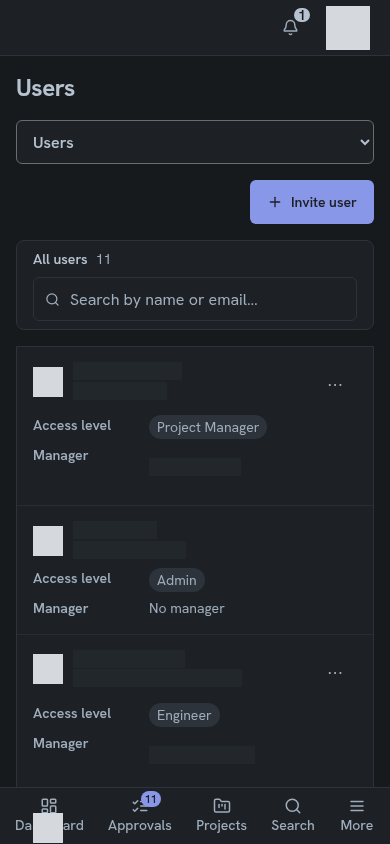 1
Users
Users
Invite user
All users 11
Search by name or email...
...
Access level Project Manager
Manager
Access level Admin
Manager No manager
...
Access level Engineer
Manager
11
Approvals Projects Search More